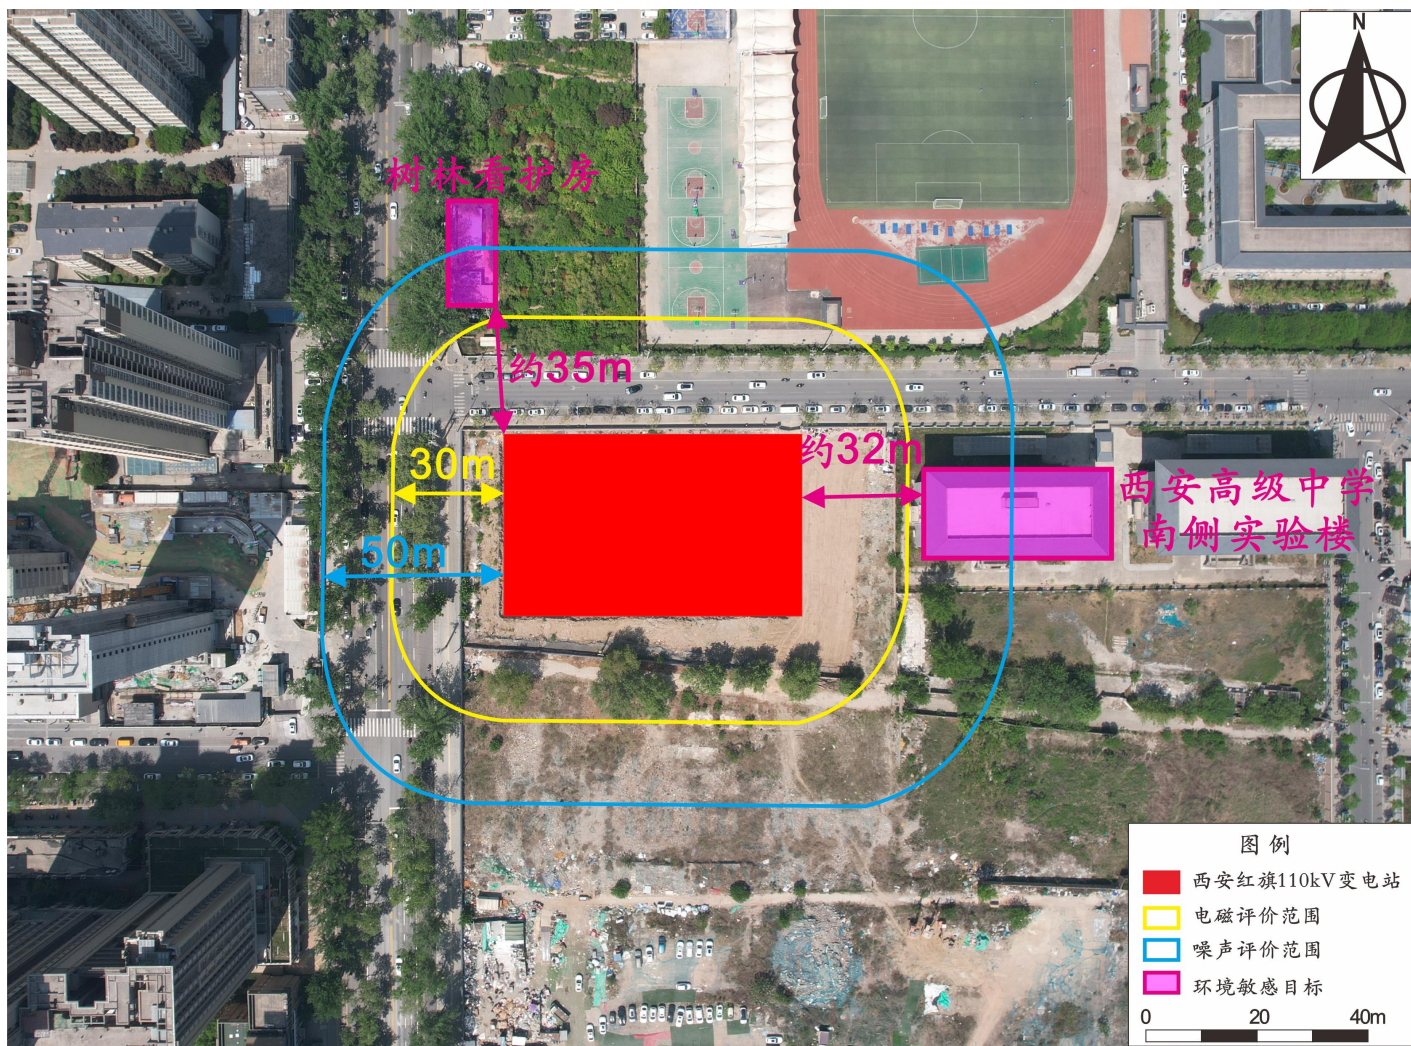 N
树林看护房
约35m
约32m
30m
西安高级中学
南侧实验楼
50m
图例
西安红旗110kV变电站
电磁评价范围
噪声评价范围
环境敏感目标
0 20 40m